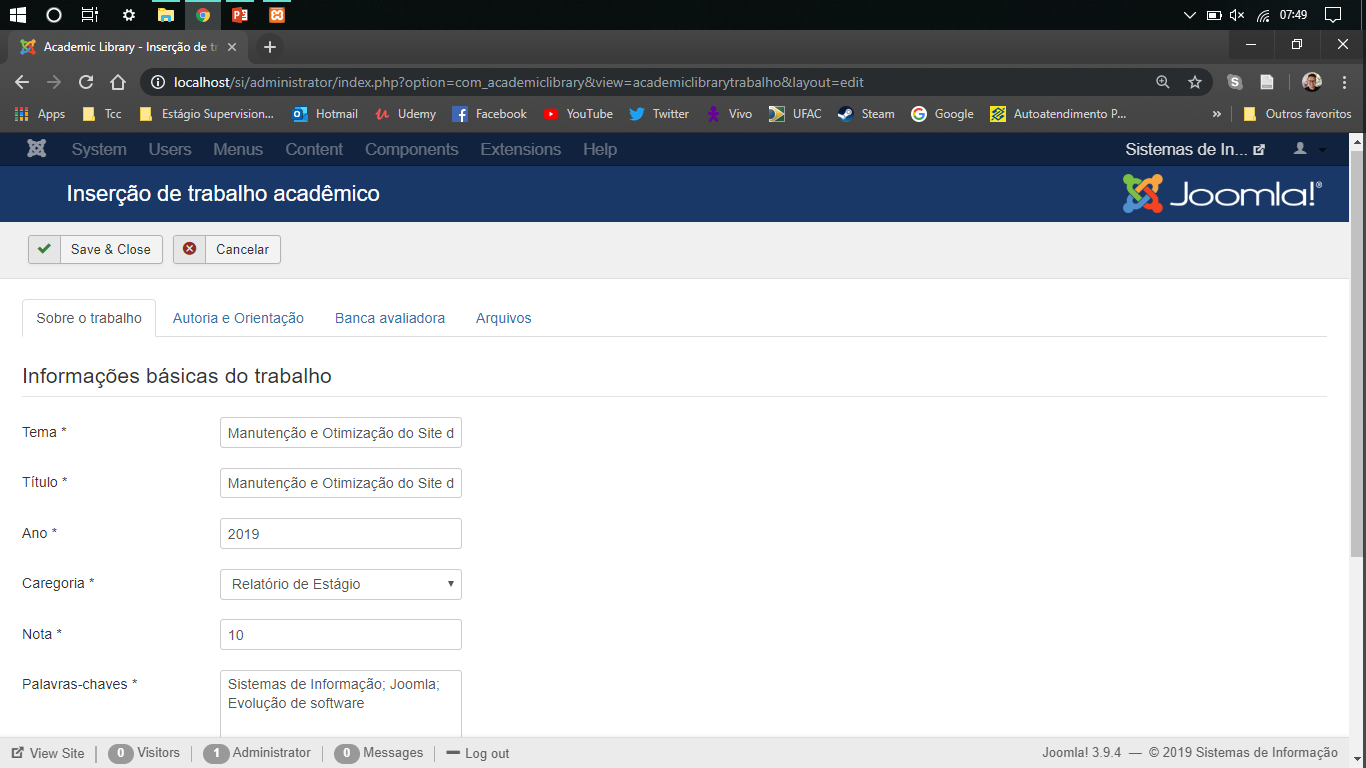 07:49
Academic Library - Inserção de tr
localhost/si/administrator/index.php?option=com_academiclibrary&view=academiclibrarytrabalho&layout=edit
Apps Tcc Estágio Supervision... Hotmail Udemy Facebook YouTube Twitter Vivo UFAC Steam Google Autoatendimento P... » Outros favoritos
System Users Menus Content Components Extensions Help Sistemas de In...
Inserção de trabalho acadêmico Joomla!®
Save & Close Cancelar
Sobre o trabalho Autoria e Orientação Banca avaliadora Arquivos
Informações básicas do trabalho
Tema * Manutenção e Otimização do Site d
Título * Manutenção e Otimização do Site d
Ano * 2019
Caregoria * Relatório de Estágio
Nota * 10
Palavras-chaves * Sistemas de Informação; Joomla;
Evolução de software
View Site 0 Visitors 1 Administrator 0 Messages Log out Joomla! 3.9.4 — © 2019 Sistemas de Informação